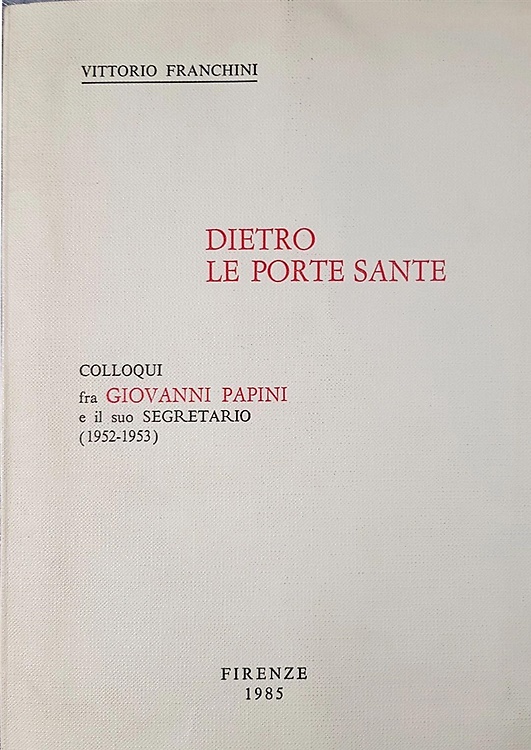 VITTORIO FRANCHINI
DIETRO
LE PORTE SANTE
COLLOQUI
fra GIOVANNI PAPINI
e il suo SEGRETARIO
(1952-1953)
FIRENZE
1985